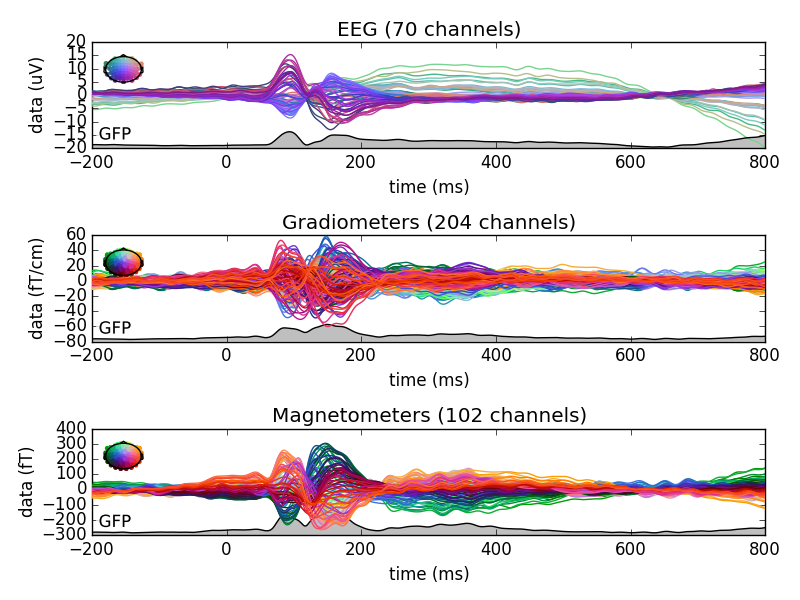 EEG (70 channels)
data (uV)
20
15
10
5
0
−5
−10
−15
−20
GFP
−200 0 200 400 600 800
time (ms)
Gradiometers (204 channels)
data (fT/cm)
60
40
20
0
−20
−40
−60
−80
GFP
−200 0 200 400 600 800
time (ms)
Magnetometers (102 channels)
data (fT)
400
300
200
100
0
−100
−200
−300
GFP
−200 0 200 400 600 800
time (ms)